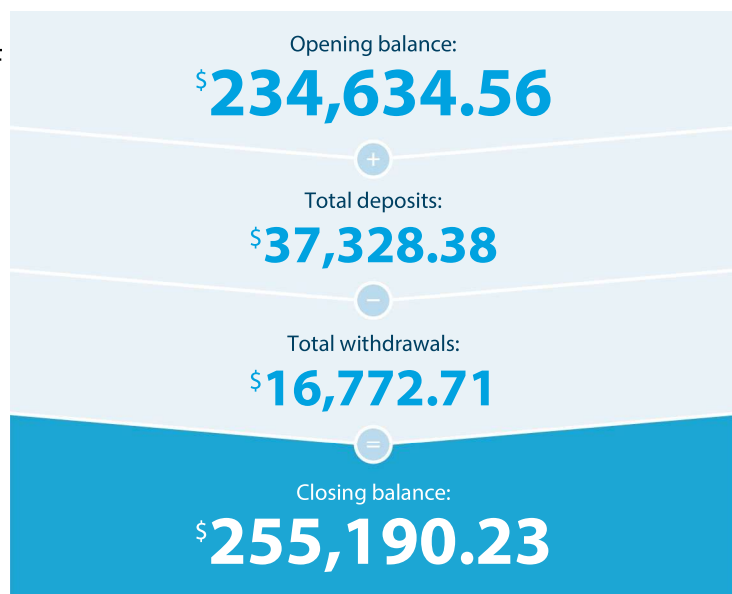 Opening balance:
$234,634.56
+
Total deposits:
$37,328.38
−
Total withdrawals:
$16,772.71
=
Closing balance:
$255,190.23